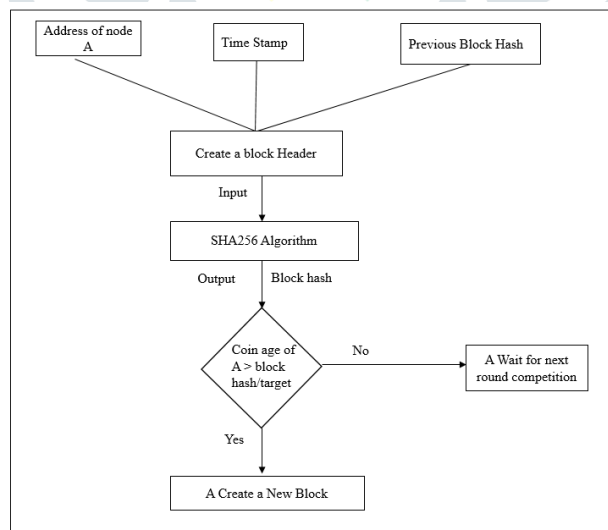 Address of node
A
Time Stamp
Previous Block Hash
Create a block Header
Input
SHA256 Algorithm
Output
Block hash
Coin age of
A > block
hash/target
No
A Wait for next
round competition
Yes
A Create a New Block